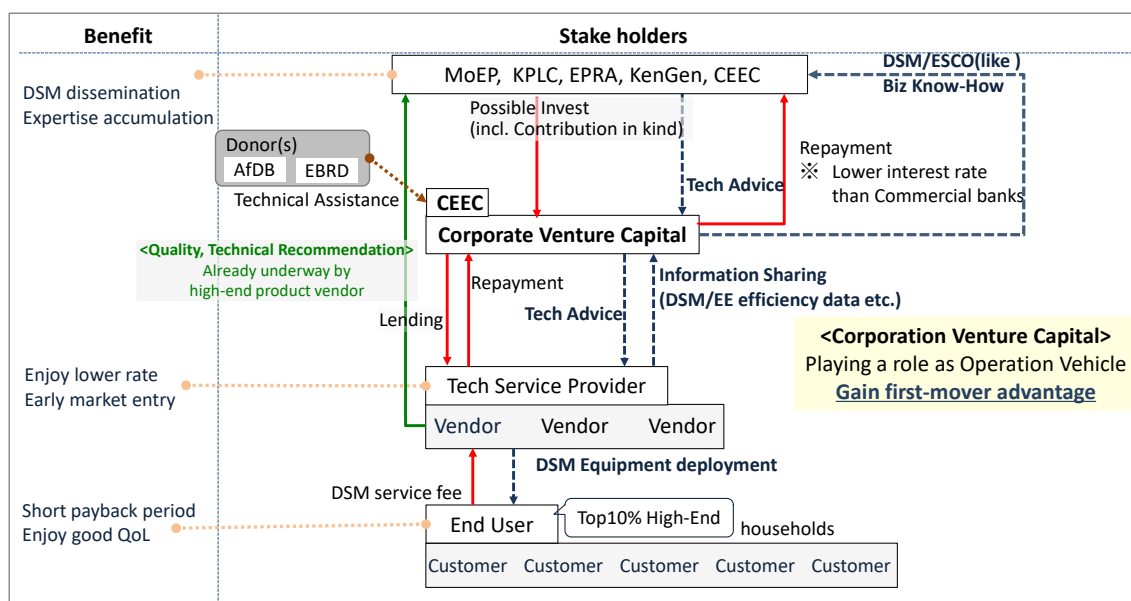 Benefit
Stake holders
MoEP, KPLC, EPRA, KenGen, CEEC
DSM/ESCO(like )
Biz Know-How
DSM dissemination
Expertise accumulation
Possible Invest
(incl. Contribution in kind)
Donor(s)
AfDB EBRD
Technical Assistance
Tech Advice
Repayment
※ Lower interest rate
than Commercial banks
CEEC
Corporate Venture Capital
<Quality, Technical Recommendation>
Already underway by
high-end product vendor
Repayment
Information Sharing
(DSM/EE efficiency data etc.)
Lending
Tech Advice
<Corporation Venture Capital>
Playing a role as Operation Vehicle
Gain first-mover advantage
Enjoy lower rate
Early market entry
Tech Service Provider
Vendor Vendor Vendor
DSM Equipment deployment
DSM service fee
Short payback period
Enjoy good QoL
End User
Top10% High-End
households
Customer Customer Customer Customer Customer